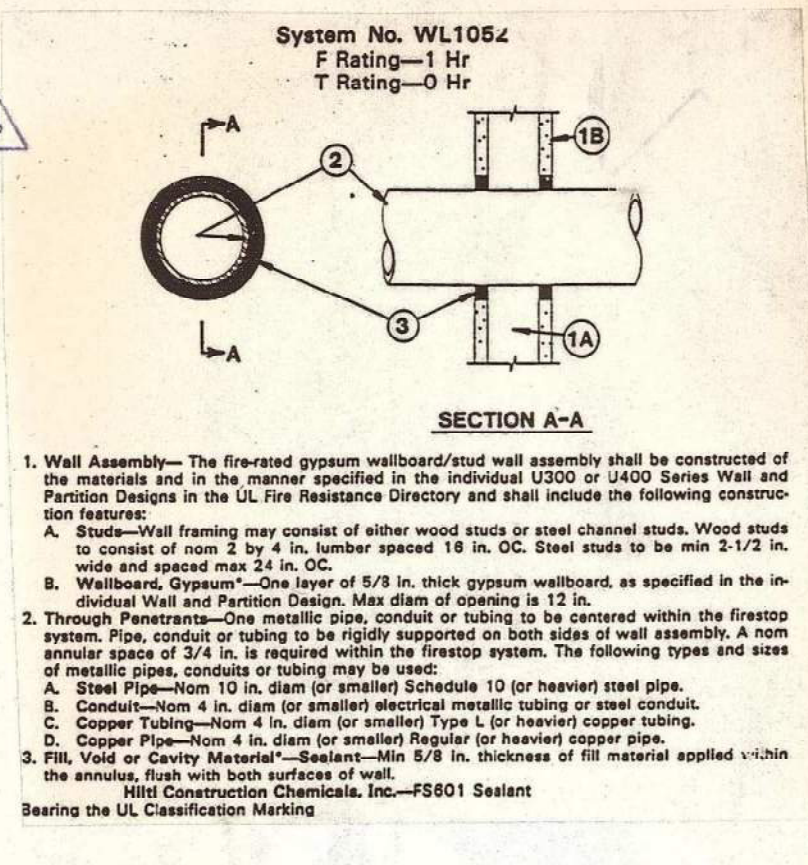 System No. WL1052
F Rating—1 Hr
T Rating—0 Hr
A
2
1B
3
1A
A
SECTION A-A
1. Wall Assembly— The fire-rated gypsum wallboard/stud wall assembly shall be constructed of
the materials and in the manner specified in the individual U300 or U400 Series Wall and
Partition Designs in the UL Fire Resistance Directory and shall include the following construc-
tion features:
A. Studs—Wall framing may consist of either wood studs or steel channel studs. Wood studs
to consist of nom 2 by 4 in. lumber spaced 16 in. OC. Steel studs to be min 2-1/2 in.
wide and spaced max 24 in. OC.
B. Wallboard, Gypsum*—One layer of 5/8 in. thick gypsum wallboard, as specified in the in-
dividual Wall and Partition Design. Max diam of opening is 12 in.
2. Through Penetrants—One metallic pipe, conduit or tubing to be centered within the firestop
system. Pipe, conduit or tubing to be rigidly supported on both sides of wall assembly. A nom
annular space of 3/4 in. is required within the firestop system. The following types and sizes
of metallic pipes, conduits or tubing may be used:
A. Steel Pipe—Nom 10 in. diam (or smaller) Schedule 10 (or heavier) steel pipe.
B. Conduit—Nom 4 in. diam (or smaller) electrical metallic tubing or steel conduit.
C. Copper Tubing—Nom 4 in. diam (or smaller) Type L (or heavier) copper tubing.
D. Copper Pipe—Nom 4 in. diam (or smaller) Regular (or heavier) copper pipe.
3. Fill, Void or Cavity Material*—Sealant—Min 5/8 in. thickness of fill material applied within
the annulus, flush with both surfaces of wall.
Hilti Construction Chemicals, Inc.—FS601 Sealant
Bearing the UL Classification Marking